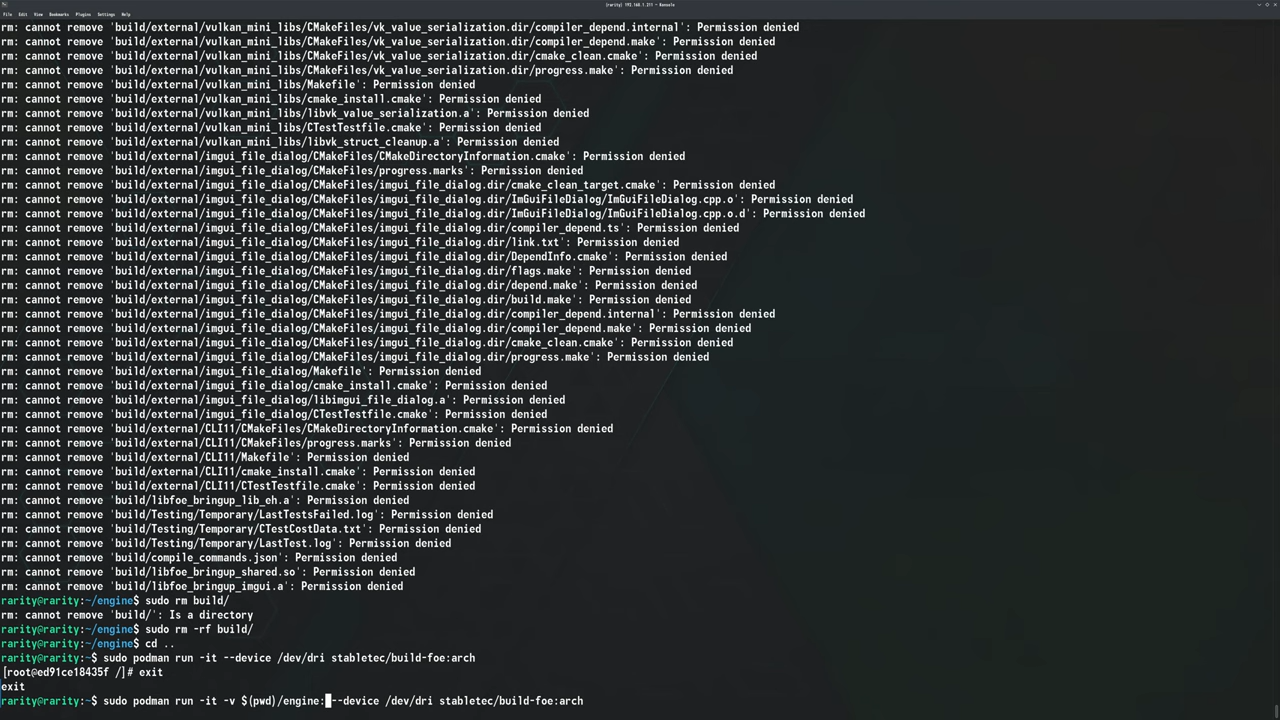 [rarity] 192.168.1.211 — Konsole
File Edit View Bookmarks Plugins Settings Help
rm: cannot remove 'build/external/vulkan_mini_libs/CMakeFiles/vk_value_serialization.dir/compiler_depend.internal': Permission denied
rm: cannot remove 'build/external/vulkan_mini_libs/CMakeFiles/vk_value_serialization.dir/compiler_depend.make': Permission denied
rm: cannot remove 'build/external/vulkan_mini_libs/CMakeFiles/vk_value_serialization.dir/cmake_clean.cmake': Permission denied
rm: cannot remove 'build/external/vulkan_mini_libs/CMakeFiles/vk_value_serialization.dir/progress.make': Permission denied
rm: cannot remove 'build/external/vulkan_mini_libs/Makefile': Permission denied
rm: cannot remove 'build/external/vulkan_mini_libs/cmake_install.cmake': Permission denied
rm: cannot remove 'build/external/vulkan_mini_libs/libvk_value_serialization.a': Permission denied
rm: cannot remove 'build/external/vulkan_mini_libs/CTestTestfile.cmake': Permission denied
rm: cannot remove 'build/external/vulkan_mini_libs/libvk_struct_cleanup.a': Permission denied
rm: cannot remove 'build/external/imgui_file_dialog/CMakeFiles/CMakeDirectoryInformation.cmake': Permission denied
rm: cannot remove 'build/external/imgui_file_dialog/CMakeFiles/progress.marks': Permission denied
rm: cannot remove 'build/external/imgui_file_dialog/CMakeFiles/imgui_file_dialog.dir/cmake_clean_target.cmake': Permission denied
rm: cannot remove 'build/external/imgui_file_dialog/CMakeFiles/imgui_file_dialog.dir/ImGuiFileDialog/ImGuiFileDialog.cpp.o': Permission denied
rm: cannot remove 'build/external/imgui_file_dialog/CMakeFiles/imgui_file_dialog.dir/ImGuiFileDialog/ImGuiFileDialog.cpp.o.d': Permission denied
rm: cannot remove 'build/external/imgui_file_dialog/CMakeFiles/imgui_file_dialog.dir/compiler_depend.ts': Permission denied
rm: cannot remove 'build/external/imgui_file_dialog/CMakeFiles/imgui_file_dialog.dir/link.txt': Permission denied
rm: cannot remove 'build/external/imgui_file_dialog/CMakeFiles/imgui_file_dialog.dir/DependInfo.cmake': Permission denied
rm: cannot remove 'build/external/imgui_file_dialog/CMakeFiles/imgui_file_dialog.dir/flags.make': Permission denied
rm: cannot remove 'build/external/imgui_file_dialog/CMakeFiles/imgui_file_dialog.dir/depend.make': Permission denied
rm: cannot remove 'build/external/imgui_file_dialog/CMakeFiles/imgui_file_dialog.dir/build.make': Permission denied
rm: cannot remove 'build/external/imgui_file_dialog/CMakeFiles/imgui_file_dialog.dir/compiler_depend.internal': Permission denied
rm: cannot remove 'build/external/imgui_file_dialog/CMakeFiles/imgui_file_dialog.dir/compiler_depend.make': Permission denied
rm: cannot remove 'build/external/imgui_file_dialog/CMakeFiles/imgui_file_dialog.dir/cmake_clean.cmake': Permission denied
rm: cannot remove 'build/external/imgui_file_dialog/CMakeFiles/imgui_file_dialog.dir/progress.make': Permission denied
rm: cannot remove 'build/external/imgui_file_dialog/Makefile': Permission denied
rm: cannot remove 'build/external/imgui_file_dialog/cmake_install.cmake': Permission denied
rm: cannot remove 'build/external/imgui_file_dialog/libimgui_file_dialog.a': Permission denied
rm: cannot remove 'build/external/imgui_file_dialog/CTestTestfile.cmake': Permission denied
rm: cannot remove 'build/external/CLI11/CMakeFiles/CMakeDirectoryInformation.cmake': Permission denied
rm: cannot remove 'build/external/CLI11/CMakeFiles/progress.marks': Permission denied
rm: cannot remove 'build/external/CLI11/Makefile': Permission denied
rm: cannot remove 'build/external/CLI11/cmake_install.cmake': Permission denied
rm: cannot remove 'build/external/CLI11/CTestTestfile.cmake': Permission denied
rm: cannot remove 'build/libfoe_bringup_lib_eh.a': Permission denied
rm: cannot remove 'build/Testing/Temporary/LastTestsFailed.log': Permission denied
rm: cannot remove 'build/Testing/Temporary/CTestCostData.txt': Permission denied
rm: cannot remove 'build/Testing/Temporary/LastTest.log': Permission denied
rm: cannot remove 'build/compile_commands.json': Permission denied
rm: cannot remove 'build/libfoe_bringup_shared.so': Permission denied
rm: cannot remove 'build/libfoe_bringup_imgui.a': Permission denied
rarity@rarity:~/engine$ sudo rm build/
rm: cannot remove 'build/': Is a directory
rarity@rarity:~/engine$ sudo rm -rf build/
rarity@rarity:~/engine$ cd ..
rarity@rarity:~$ sudo podman run -it --device /dev/dri stabletec/build-foe:arch
[root@ed91ce18435f /]# exit
exit
rarity@rarity:~$ sudo podman run -it -v $(pwd)/engine: --device /dev/dri stabletec/build-foe:arch